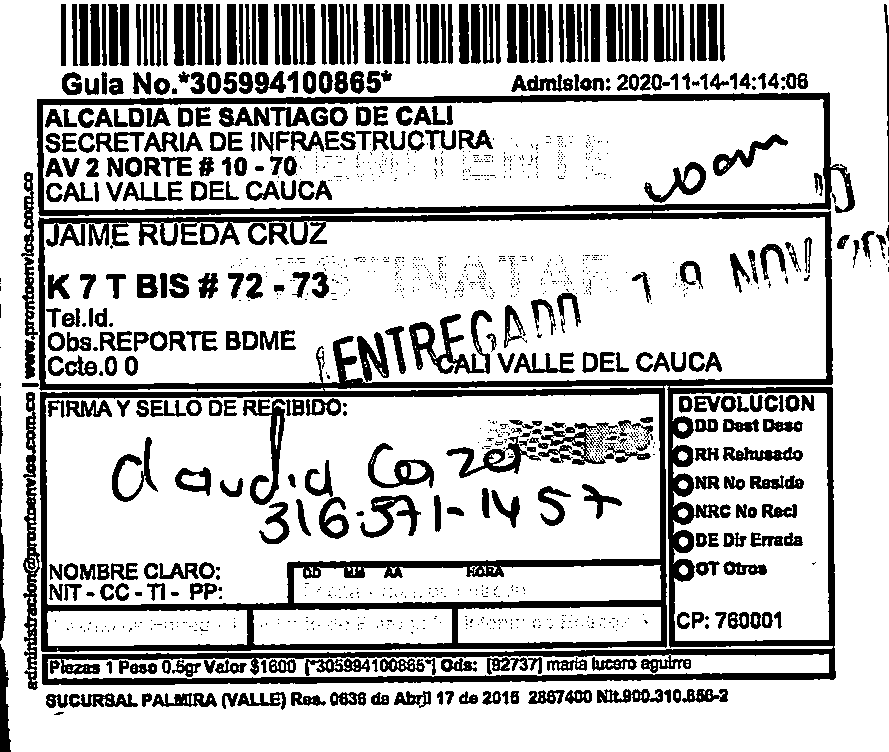 Guia No.*305994100865*
Admision: 2020-11-14-14:14:06
ALCALDIA DE SANTIAGO DE CALI
SECRETARIA DE INFRAESTRUCTURA
AV 2 NORTE # 10 - 70
CALI VALLE DEL CAUCA
JAIME RUEDA CRUZ
K 7 T BIS # 72 - 73
Tel.Id.
Obs.REPORTE BDME
Ccte.0 0
ENTREGADO 19 NOV
CALI VALLE DEL CAUCA
administracion@prontoenvios.com.co | www.prontoenvios.com.co
FIRMA Y SELLO DE RECIBIDO:
claudia
316-571-1457
NOMBRE CLARO:
NIT - CC - TI - PP:
DD MM AA HORA
DEVOLUCION
DD Dest Desc
RH Rehusado
NR No Reside
NRC No Recl
DE Dir Errada
OT Otros
CP: 760001
Piezas 1 Peso 0.5gr Valor $1600 [*305994100865*] Ods: [82737] maria lucero aguirre
SUCURSAL PALMIRA (VALLE) Res. 0636 de Abril 17 de 2015 2867400 Nit.900.310.856-2